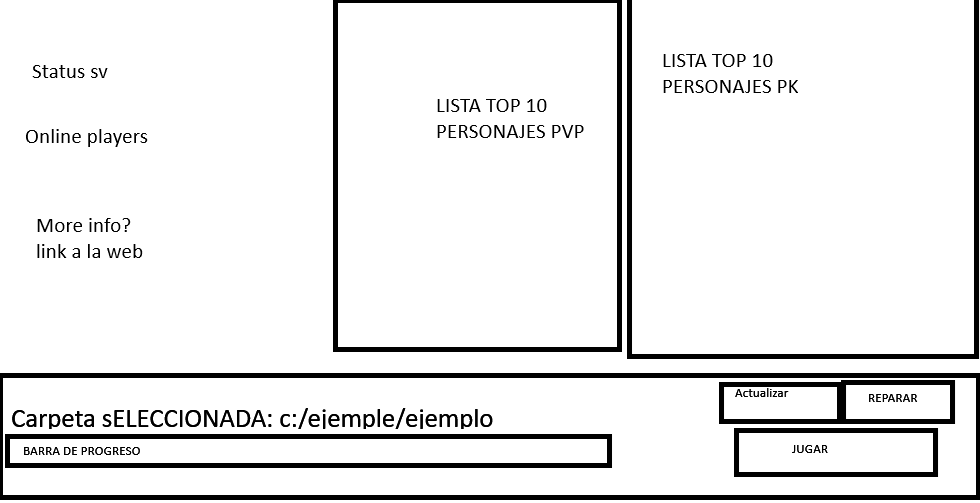 Status sv
Online players
More info?
link a la web
LISTA TOP 10
PERSONAJES PVP
LISTA TOP 10
PERSONAJES PK
Carpeta sELECCIONADA: c:/ejemple/ejemplo
BARRA DE PROGRESO
Actualizar
REPARAR
JUGAR